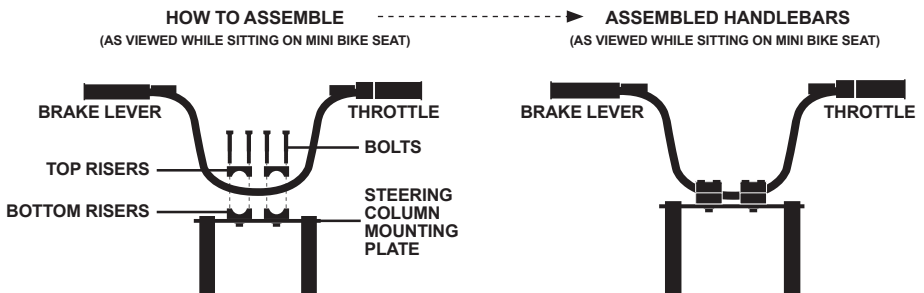 HOW TO ASSEMBLE
(AS VIEWED WHILE SITTING ON MINI BIKE SEAT)
BRAKE LEVER
THROTTLE
BOLTS
TOP RISERS
BOTTOM RISERS
STEERING
COLUMN
MOUNTING
PLATE
ASSEMBLED HANDLEBARS
(AS VIEWED WHILE SITTING ON MINI BIKE SEAT)
BRAKE LEVER
THROTTLE